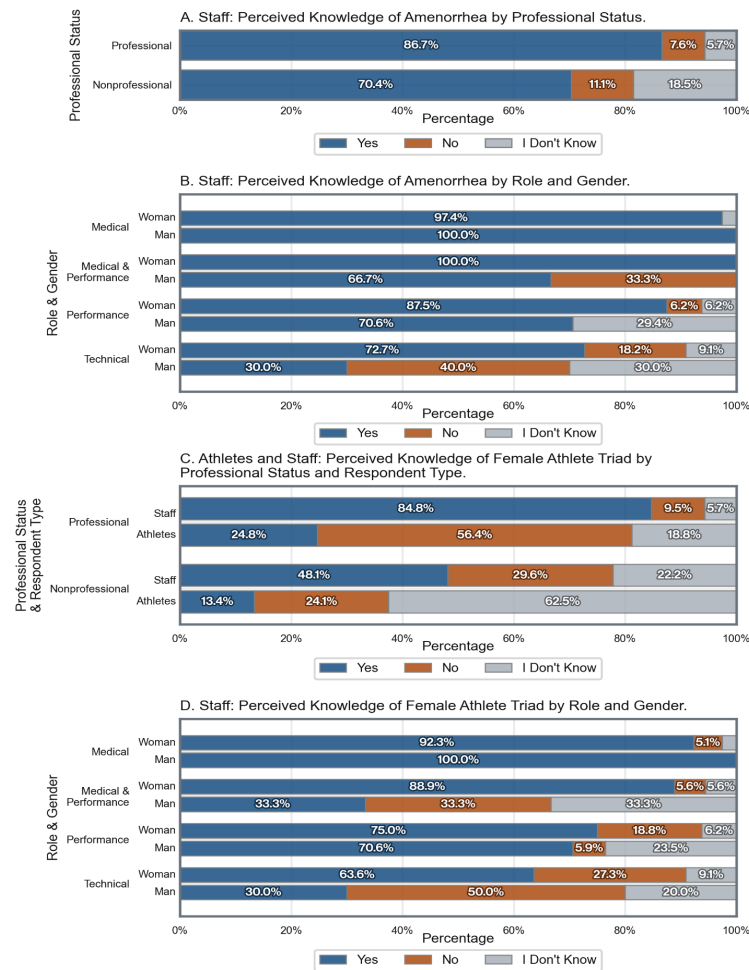 A. Staff: Perceived Knowledge of Amenorrhea by Professional Status.
Professional Status
Professional
86.7% 7.6% 5.7%
Nonprofessional
70.4% 11.1% 18.5%
0% 20% 40% 60% 80% 100%
Percentage
Yes No I Don't Know
B. Staff: Perceived Knowledge of Amenorrhea by Role and Gender.
Role & Gender
Medical
Woman 97.4%
Man 100.0%
Medical &
Performance
Woman 100.0%
Man 66.7% 33.3%
Performance
Woman 87.5% 6.2% 6.2%
Man 70.6% 29.4%
Technical
Woman 72.7% 18.2% 9.1%
Man 30.0% 40.0% 30.0%
0% 20% 40% 60% 80% 100%
Percentage
Yes No I Don't Know
C. Athletes and Staff: Perceived Knowledge of Female Athlete Triad by
Professional Status and Respondent Type.
Professional Status
& Respondent Type
Professional
Staff 84.8% 9.5% 5.7%
Athletes 24.8% 56.4% 18.8%
Nonprofessional
Staff 48.1% 29.6% 22.2%
Athletes 13.4% 24.1% 62.5%
0% 20% 40% 60% 80% 100%
Percentage
Yes No I Don't Know
D. Staff: Perceived Knowledge of Female Athlete Triad by Role and Gender.
Role & Gender
Medical
Woman 92.3% 5.1%
Man 100.0%
Medical &
Performance
Woman 88.9% 5.6% 5.6%
Man 33.3% 33.3% 33.3%
Performance
Woman 75.0% 18.8% 6.2%
Man 70.6% 5.9% 23.5%
Technical
Woman 63.6% 27.3% 9.1%
Man 30.0% 50.0% 20.0%
0% 20% 40% 60% 80% 100%
Percentage
Yes No I Don't Know